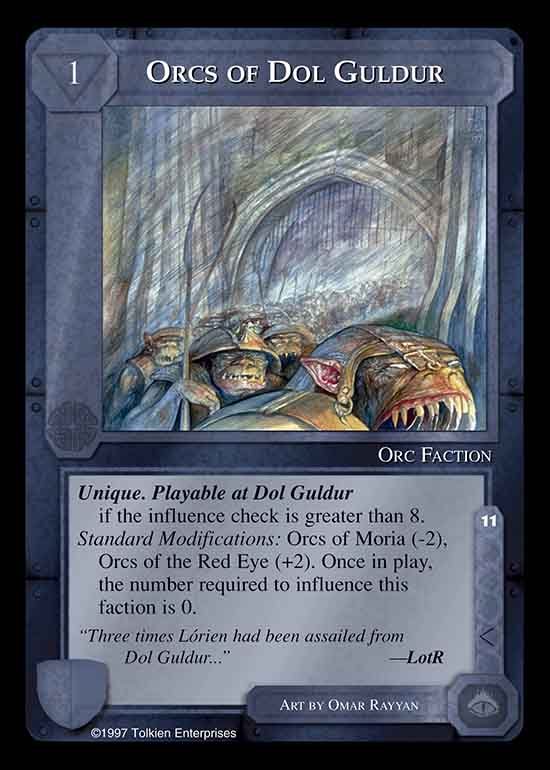 1
ORCS OF DOL GULDUR
ORC FACTION
Unique. Playable at Dol Guldur
if the influence check is greater than 8.
Standard Modifications: Orcs of Moria (-2),
Orcs of the Red Eye (+2). Once in play,
the number required to influence this
faction is 0.
11
“Three times Lórien had been assailed from
Dol Guldur...” —LotR
ART BY OMAR RAYYAN
©1997 Tolkien Enterprises